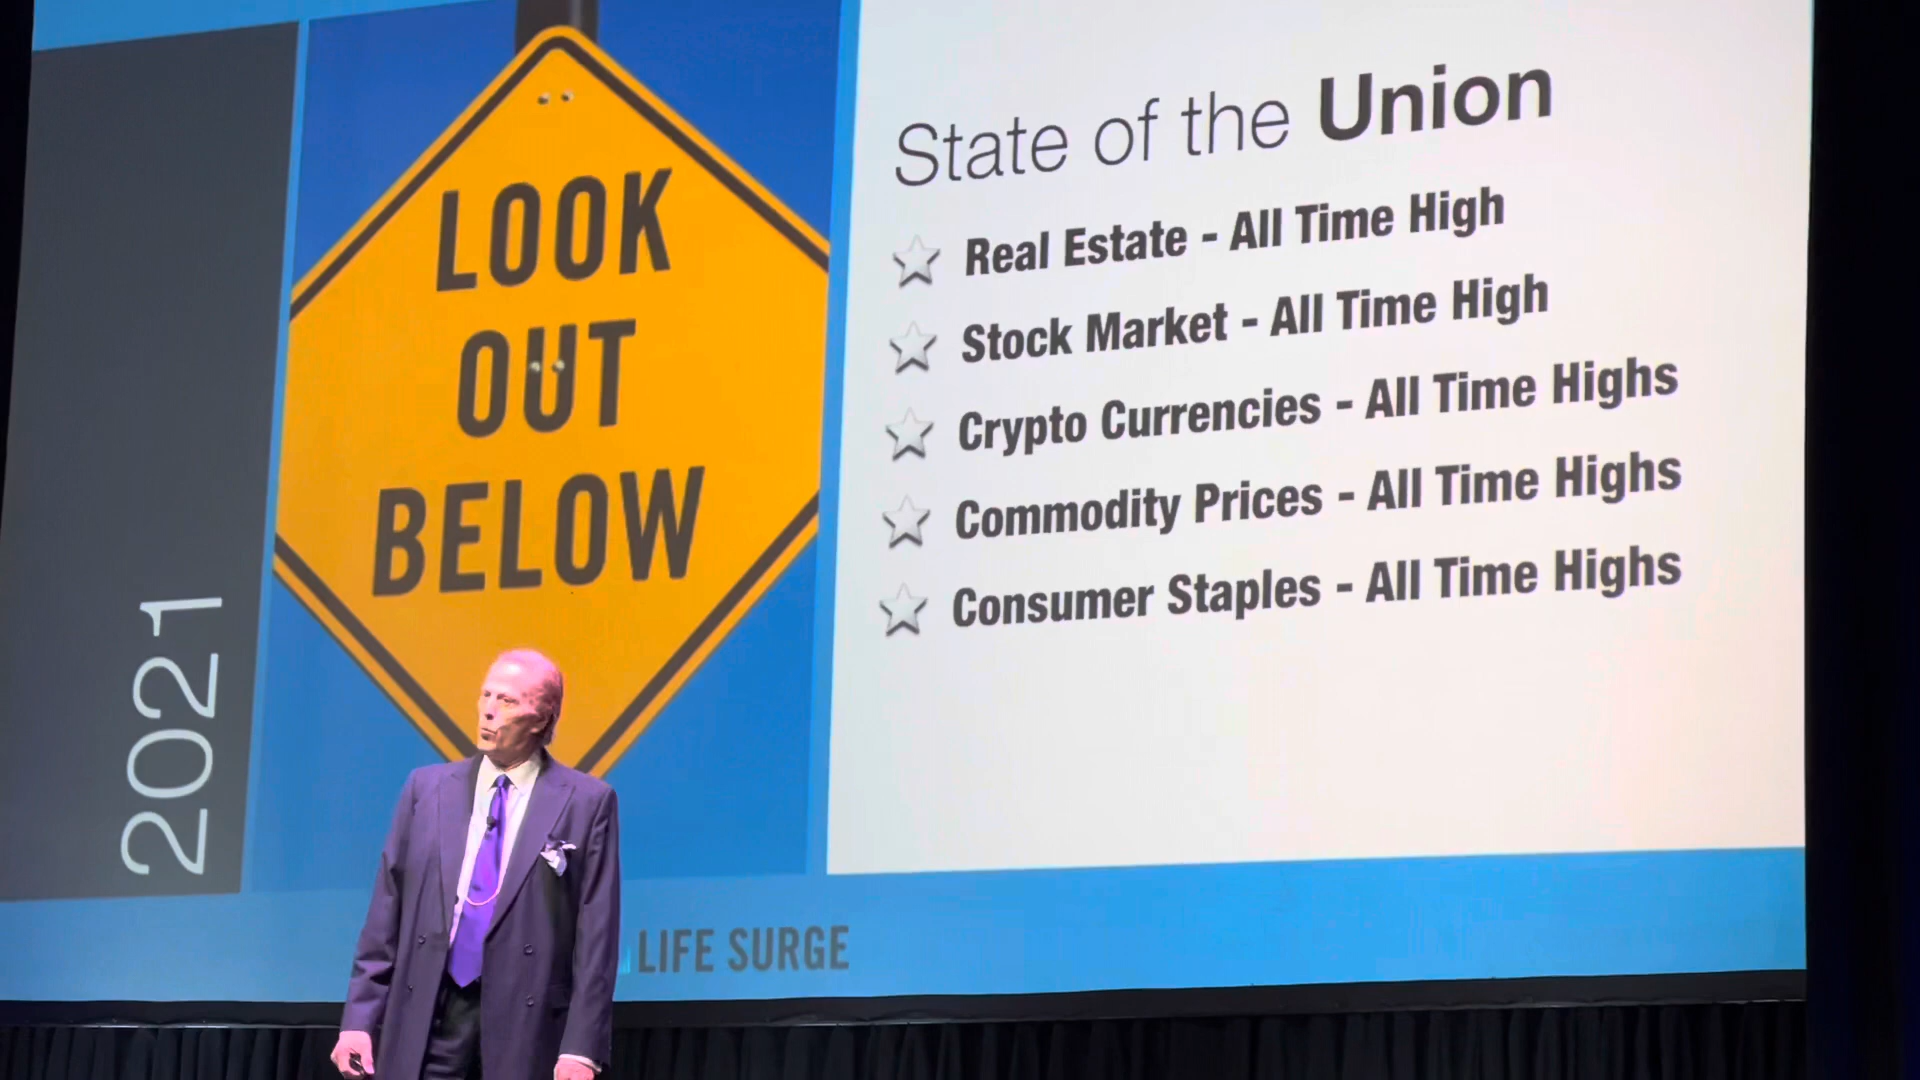 2021
LOOK
OUT
BELOW
State of the Union
Real Estate - All Time High
Stock Market - All Time High
Crypto Currencies - All Time Highs
Commodity Prices - All Time Highs
Consumer Staples - All Time Highs
LIFE SURGE